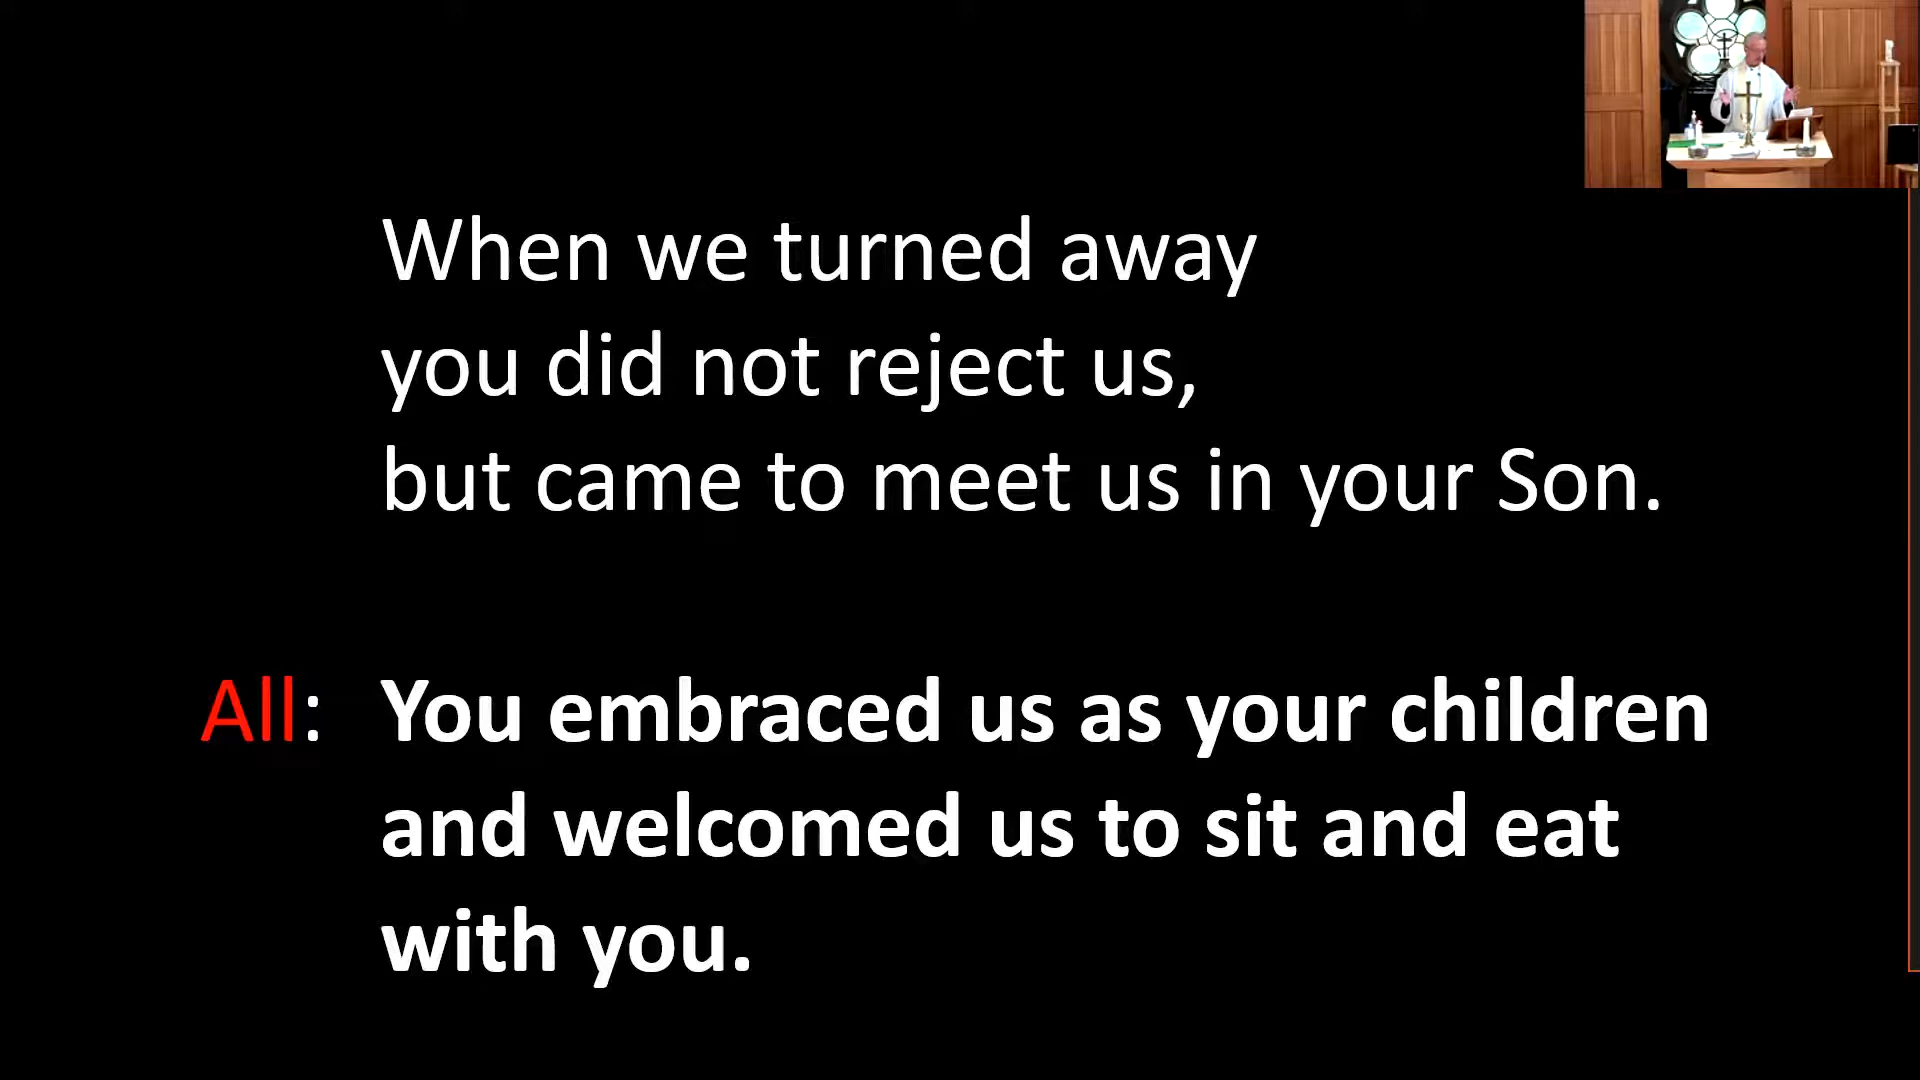 When we turned away
you did not reject us,
but came to meet us in your Son.
All: You embraced us as your children
and welcomed us to sit and eat
with you.